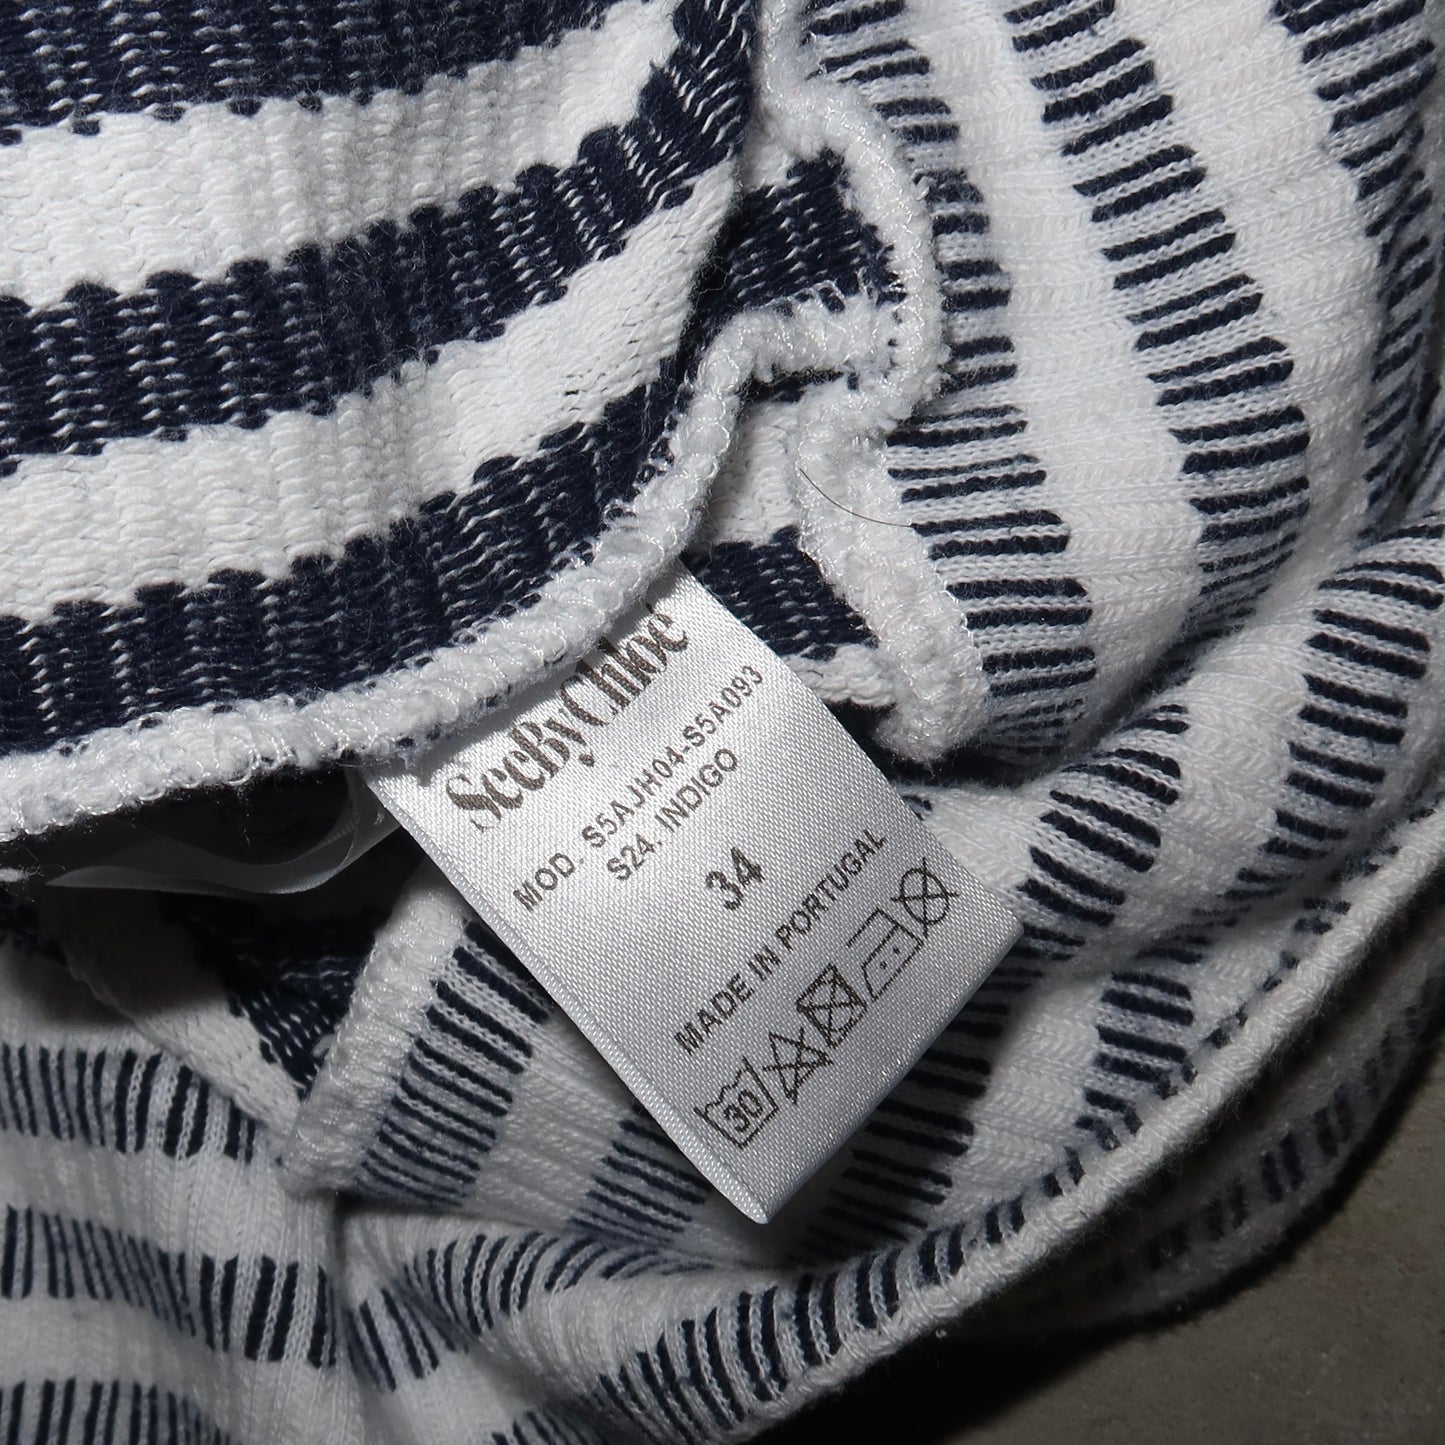 SeeByChloé
MOD. S5AJH04-S5A093
S24, INDIGO
34
MADE IN PORTUGAL
30